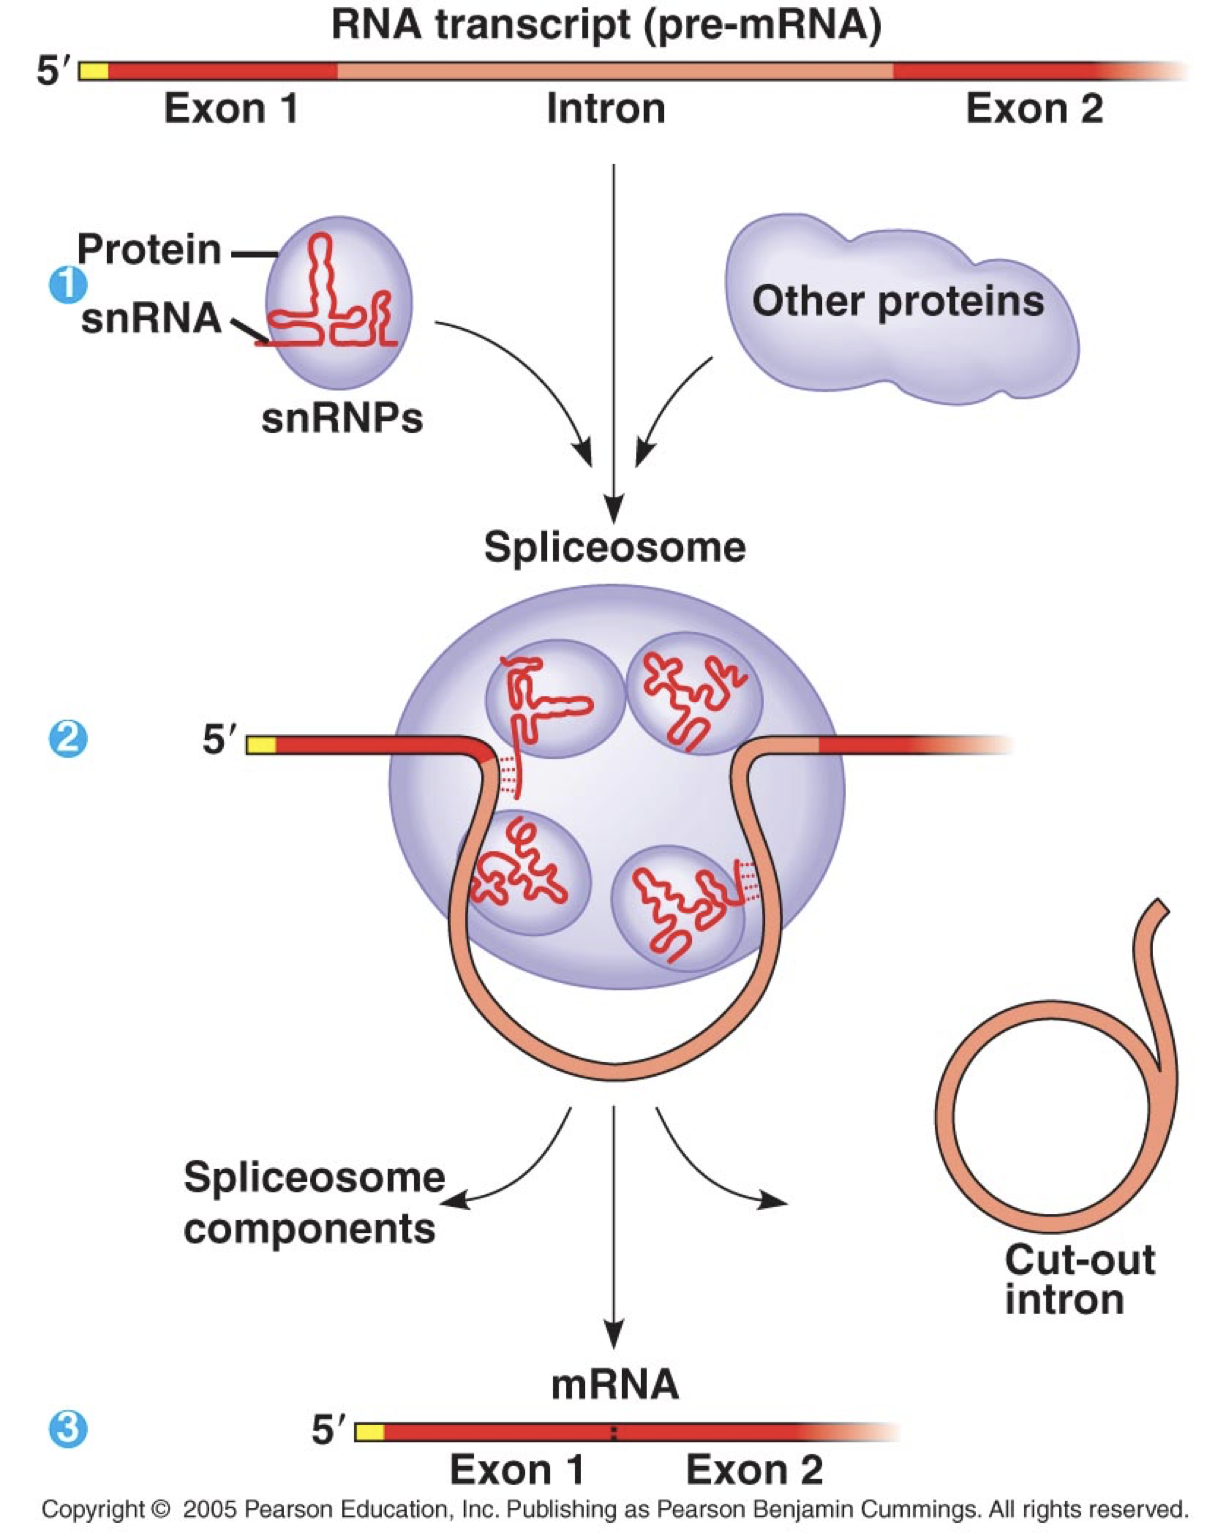 RNA transcript (pre-mRNA)
5′
Exon 1
Intron
Exon 2
Protein
1
snRNA
snRNPs
Other proteins
Spliceosome
2
5′
Spliceosome
components
Cut-out
intron
mRNA
3
5′
Exon 1
Exon 2
Copyright © 2005 Pearson Education, Inc. Publishing as Pearson Benjamin Cummings. All rights reserved.